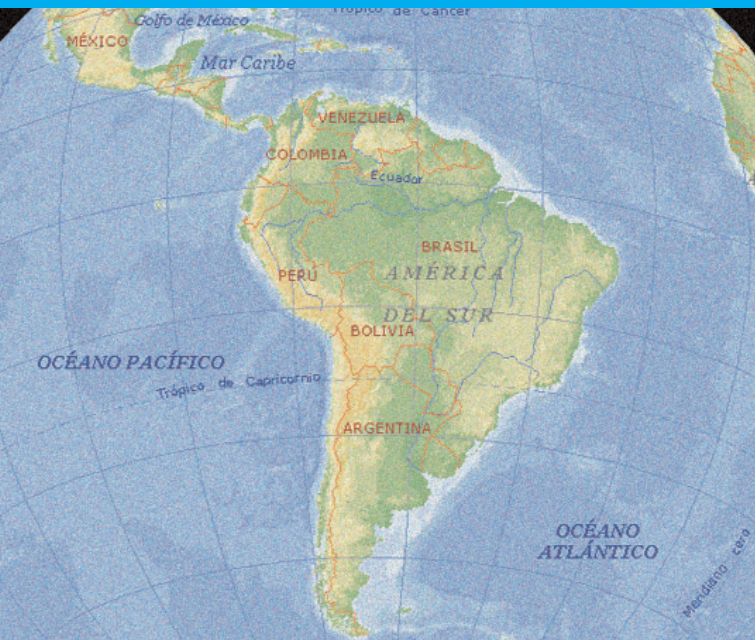 Trópico de Cáncer
Golfo de México
MÉXICO
Mar Caribe
VENEZUELA
COLOMBIA
Ecuador
BRASIL
PERÚ
AMÉRICA
DEL SUR
BOLIVIA
OCÉANO PACÍFICO
Trópico de Capricornio
ARGENTINA
OCÉANO
ATLÁNTICO
Meridiano cero